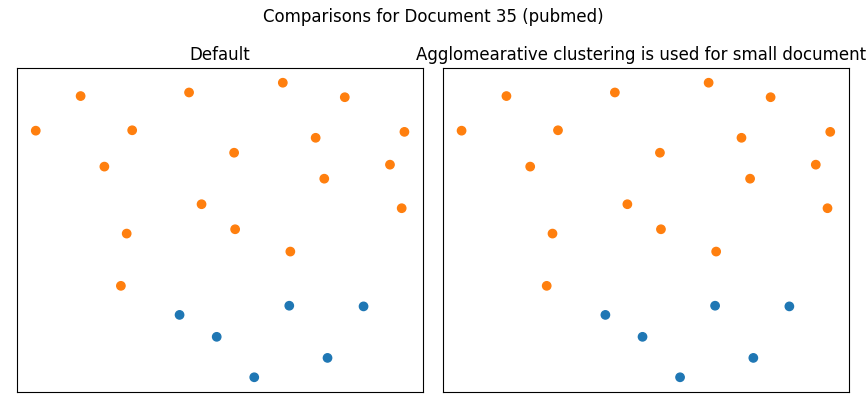 Comparisons for Document 35 (pubmed)
Default
Agglomearative clustering is used for small document